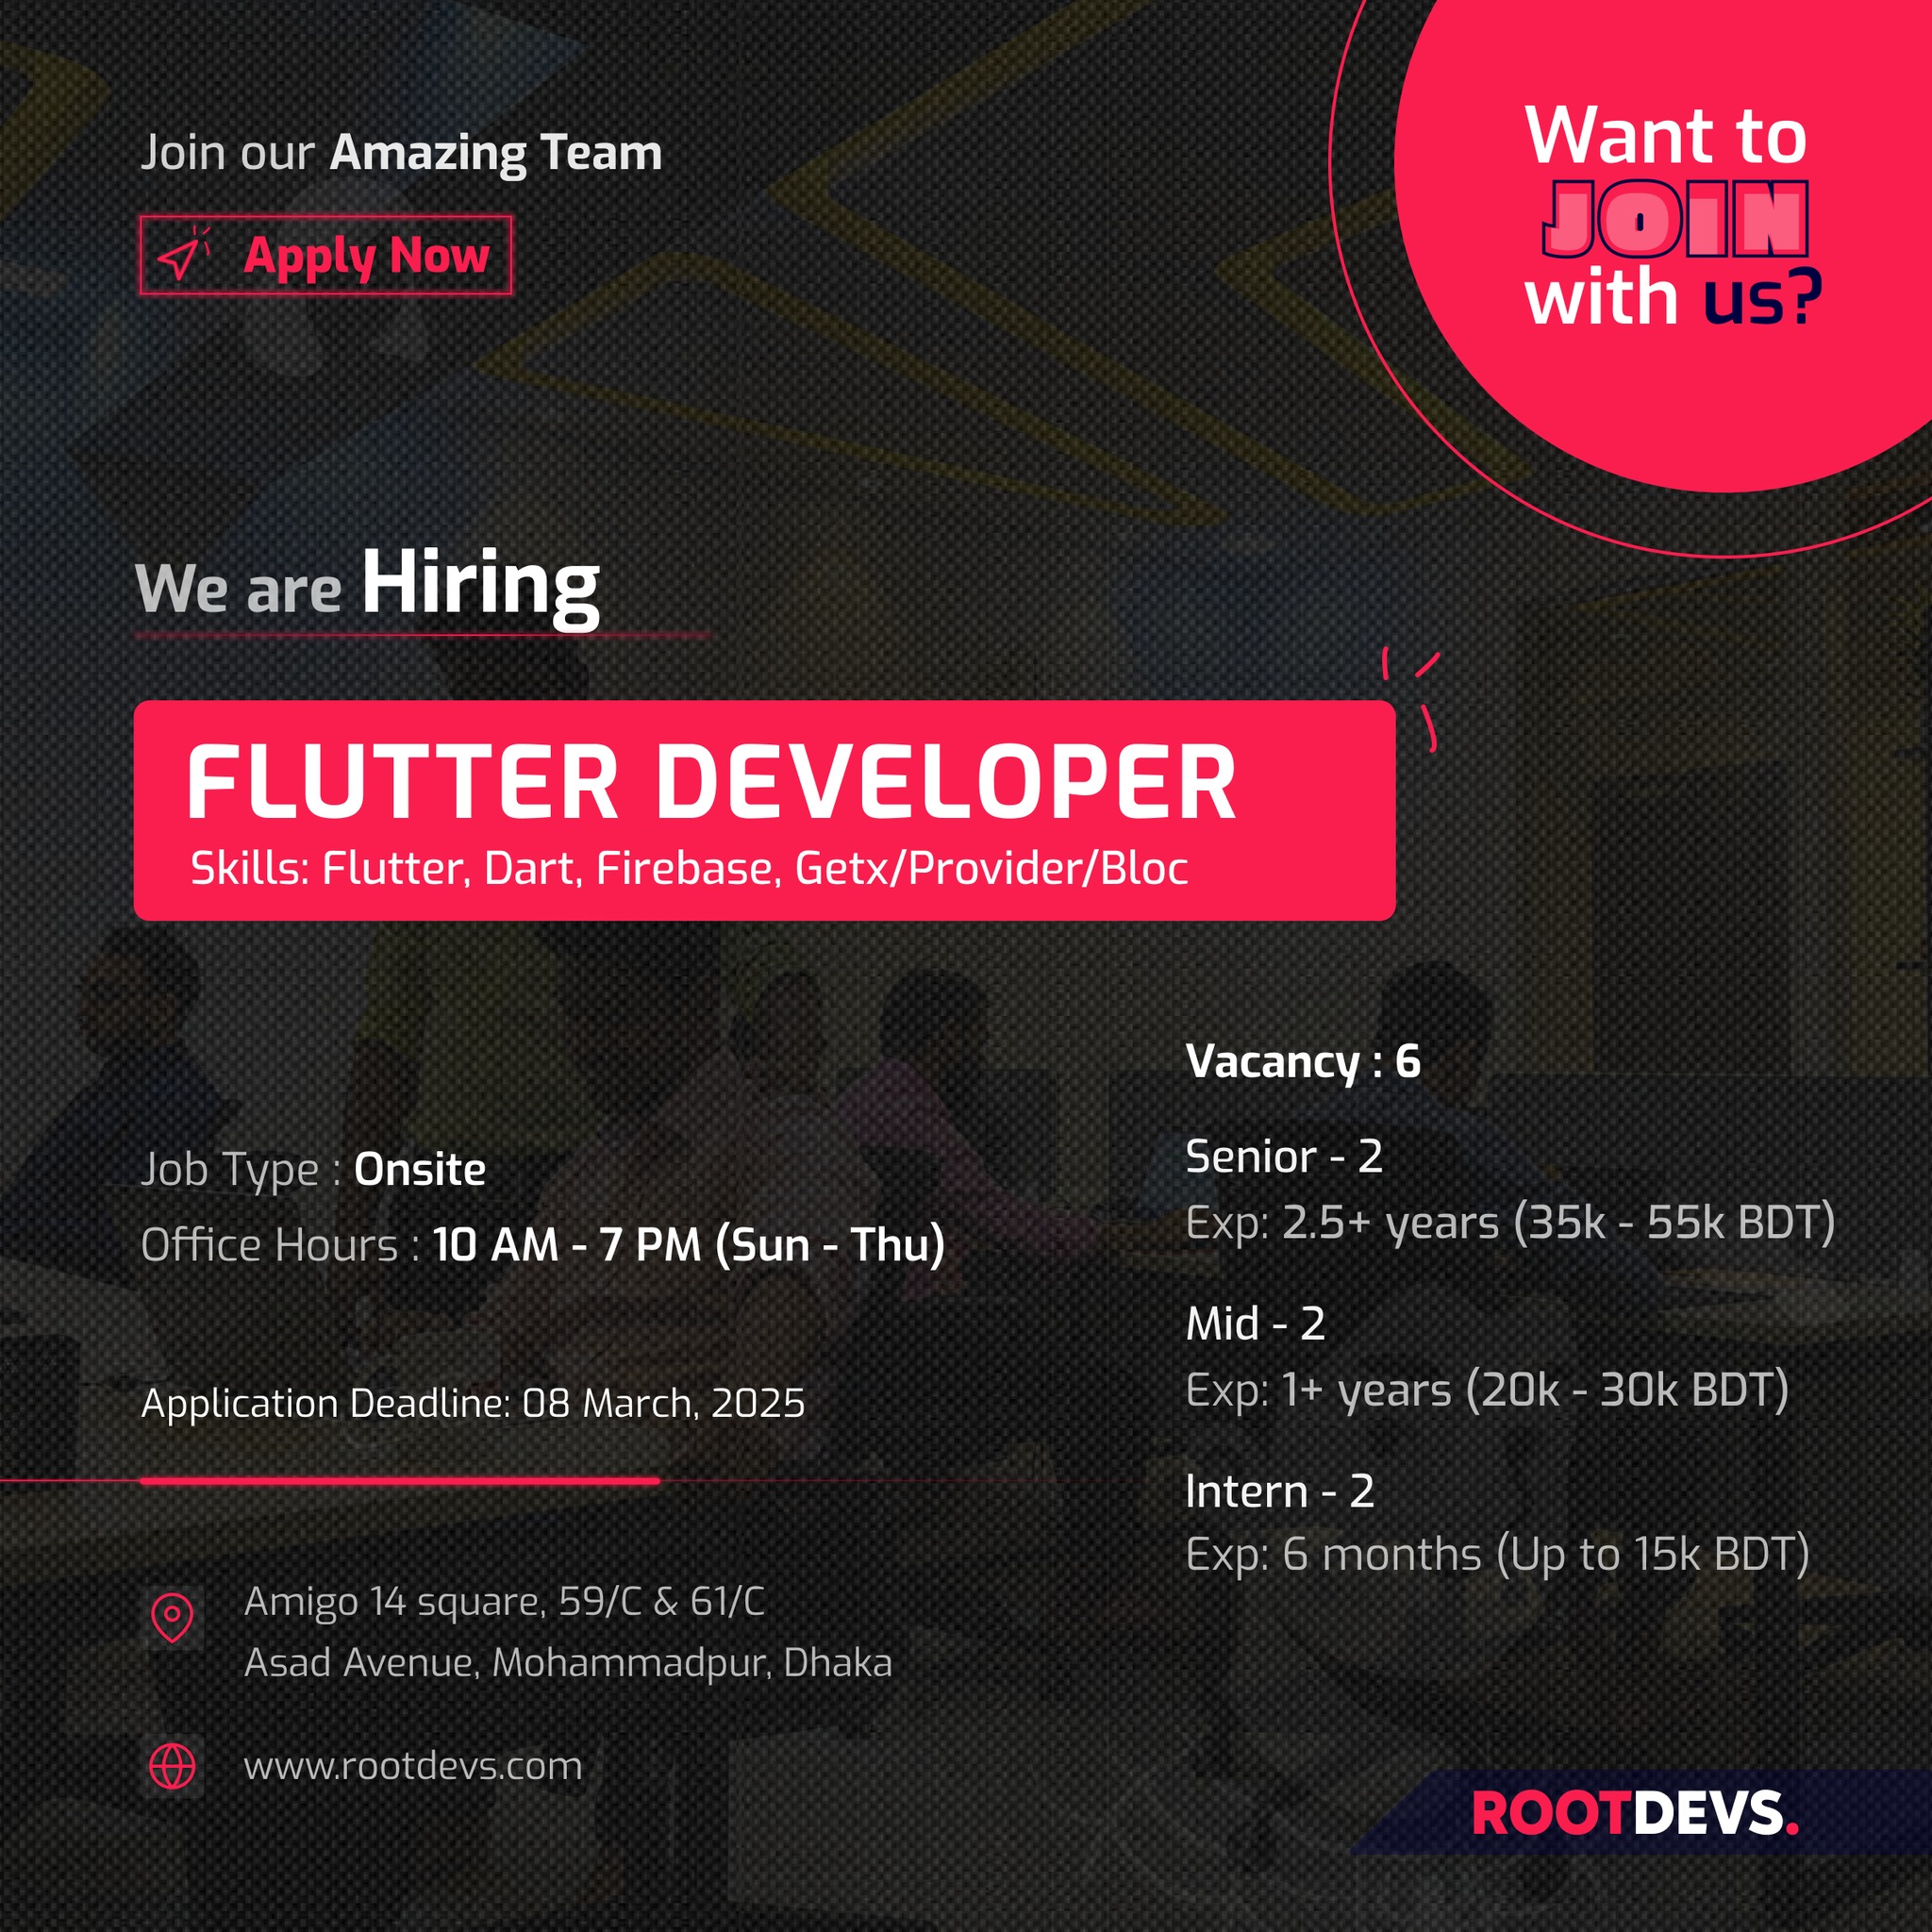 Join our Amazing Team
Apply Now
Want to
JOIN
with us?
We are Hiring
FLUTTER DEVELOPER
Skills: Flutter, Dart, Firebase, Getx/Provider/Bloc
Job Type : Onsite
Office Hours : 10 AM - 7 PM (Sun - Thu)
Application Deadline: 08 March, 2025
Vacancy : 6
Senior - 2
Exp: 2.5+ years (35k - 55k BDT)
Mid - 2
Exp: 1+ years (20k - 30k BDT)
Intern - 2
Exp: 6 months (Up to 15k BDT)
Amigo 14 square, 59/C & 61/C
Asad Avenue, Mohammadpur, Dhaka
www.rootdevs.com
ROOTDEVS.